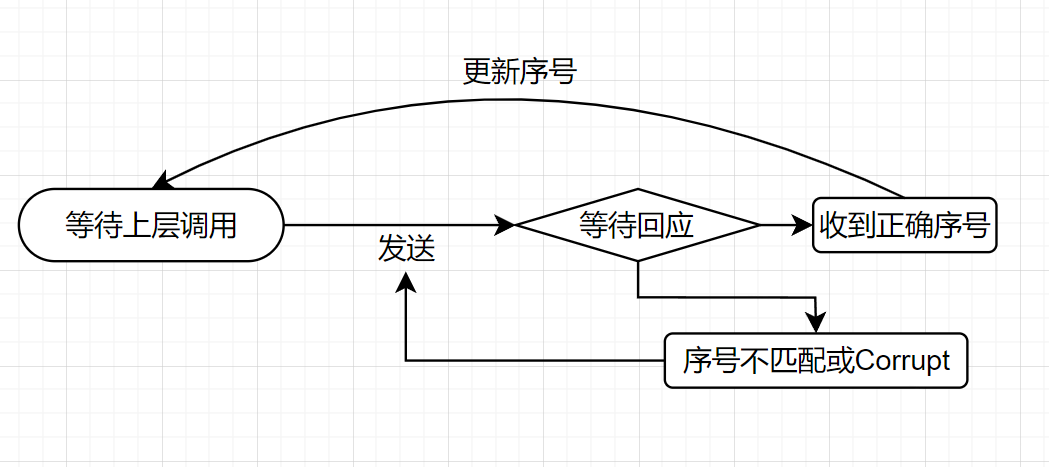 更新序号
等待上层调用
发送
等待回应
收到正确序号
序号不匹配或Corrupt